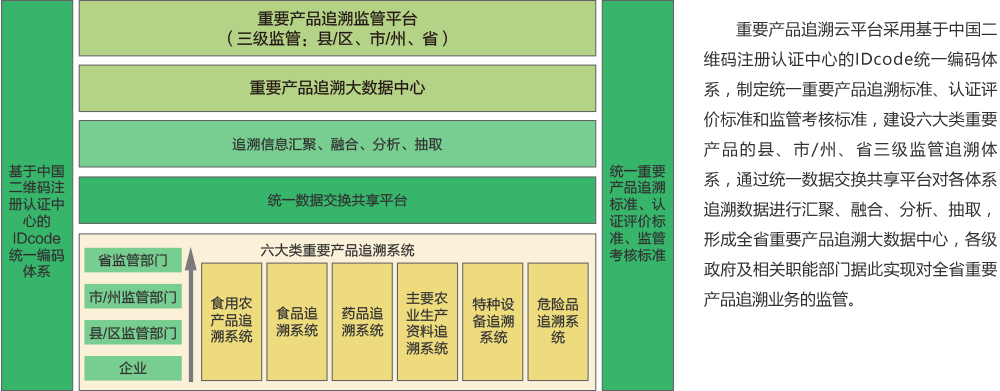 基于中国
二维码注
册认证中
心的
IDcode
统一编码
体系
重要产品追溯监管平台
（三级监管：县/区、市/州、省）
重要产品追溯大数据中心
追溯信息汇聚、融合、分析、抽取
统一数据交换共享平台
六大类重要产品追溯系统
省监管部门
市/州监管部门
县/区监管部门
企业
食用农
产品追
溯系统
食品追
溯系统
药品追
溯系统
主要农
业生产
资料追
溯系统
特种设
备追溯
系统
危险品
追溯系
统
统一重要
产品追溯
标准、认
证评价标
准、监管
考核标准
重要产品追溯云平台采用基于中国二
维码注册认证中心的IDcode统一编码体
系，制定统一重要产品追溯标准、认证评
价标准和监管考核标准，建设六大类重要
产品的县、市/州、省三级监管追溯体
系，通过统一数据交换共享平台对各体系
追溯数据进行汇聚、融合、分析、抽取，
形成全省重要产品追溯大数据中心，各级
政府及相关职能部门据此实现对全省重要
产品追溯业务的监管。